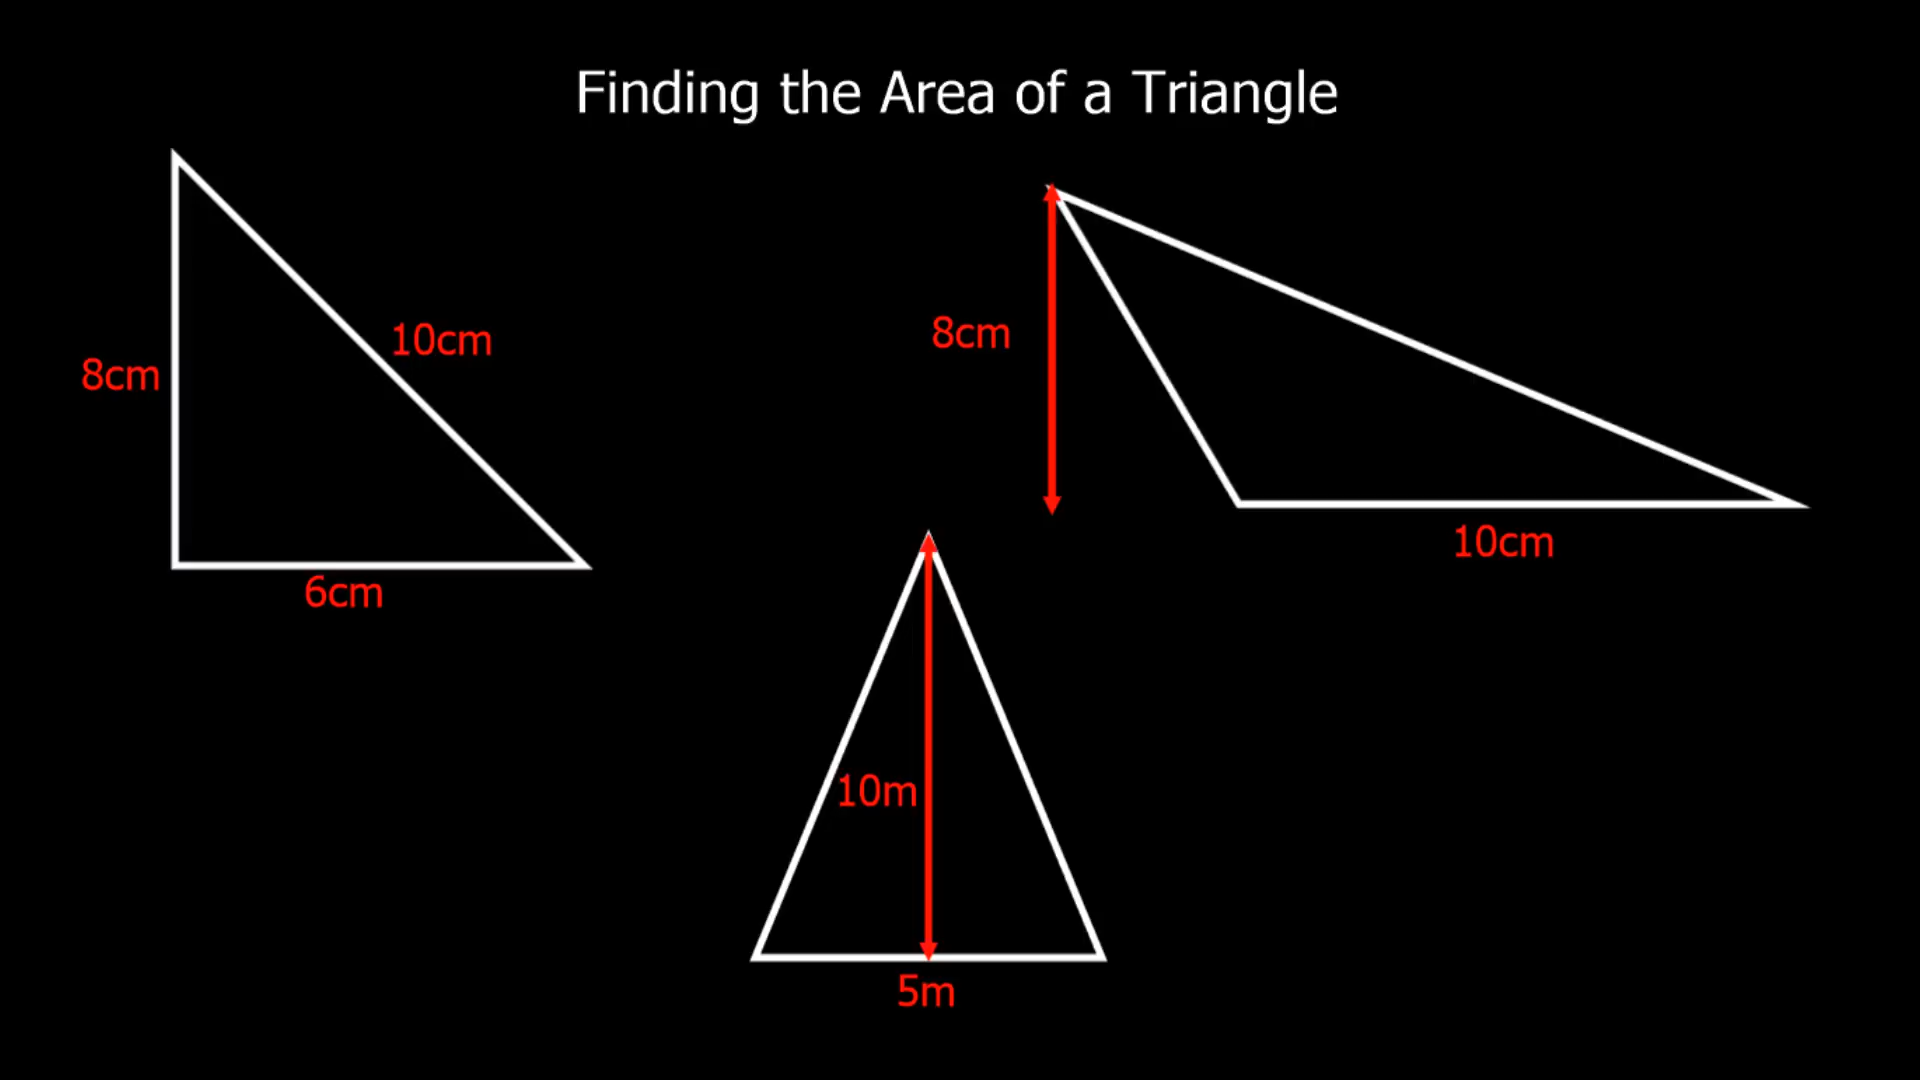 Finding the Area of a Triangle
8cm
10cm
6cm
8cm
10cm
10m
5m